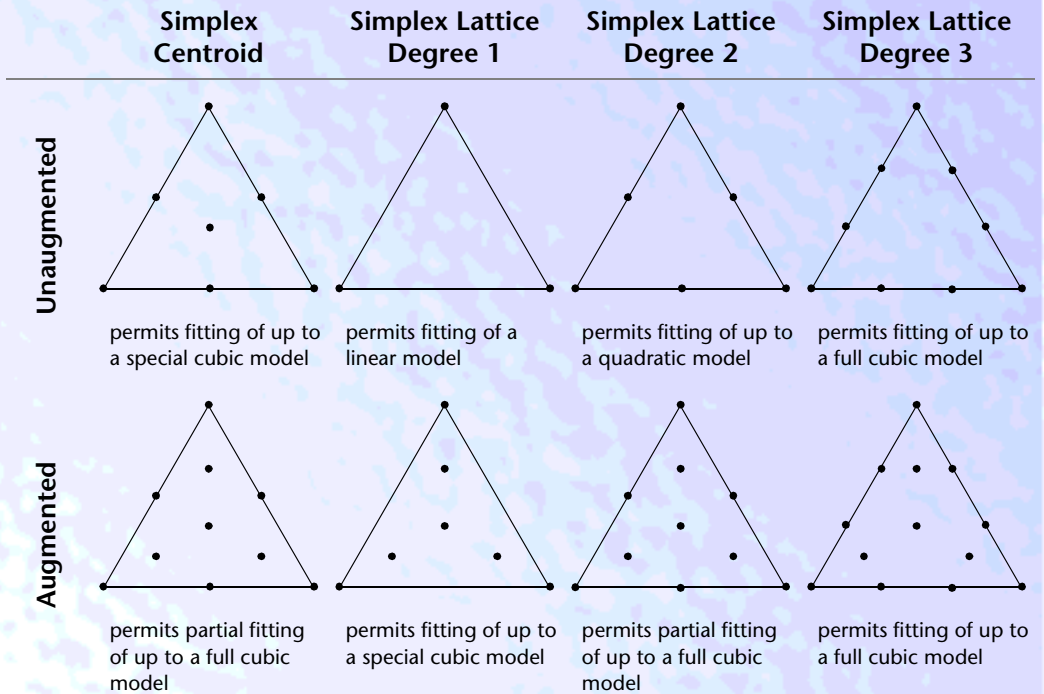 Simplex Centroid
Simplex Lattice Degree 1
Simplex Lattice Degree 2
Simplex Lattice Degree 3
Unaugmented
permits fitting of up to
a special cubic model
permits fitting of a
linear model
permits fitting of up to
a quadratic model
permits fitting of up to
a full cubic model
Augmented
permits partial fitting
of up to a full cubic
model
permits fitting of up to
a special cubic model
permits partial fitting
of up to a full cubic
model
permits fitting of up to
a full cubic model